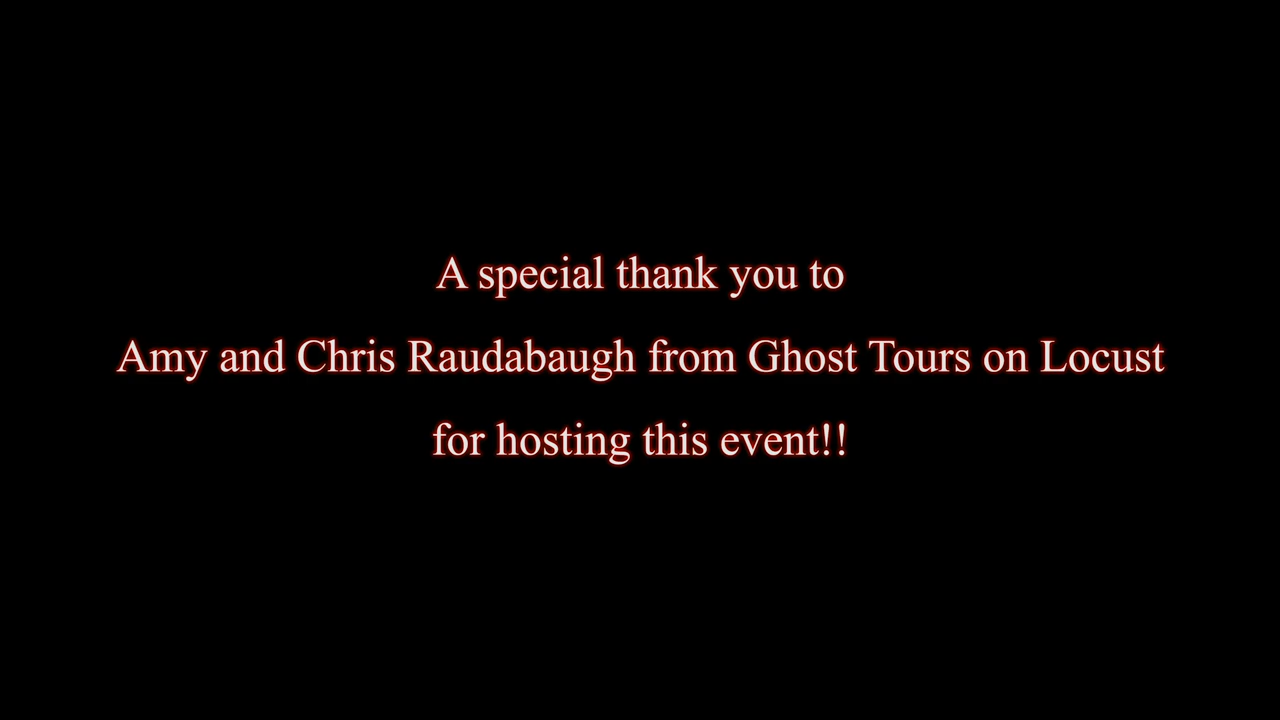 A special thank you to
Amy and Chris Raudabaugh from Ghost Tours on Locust
for hosting this event!!